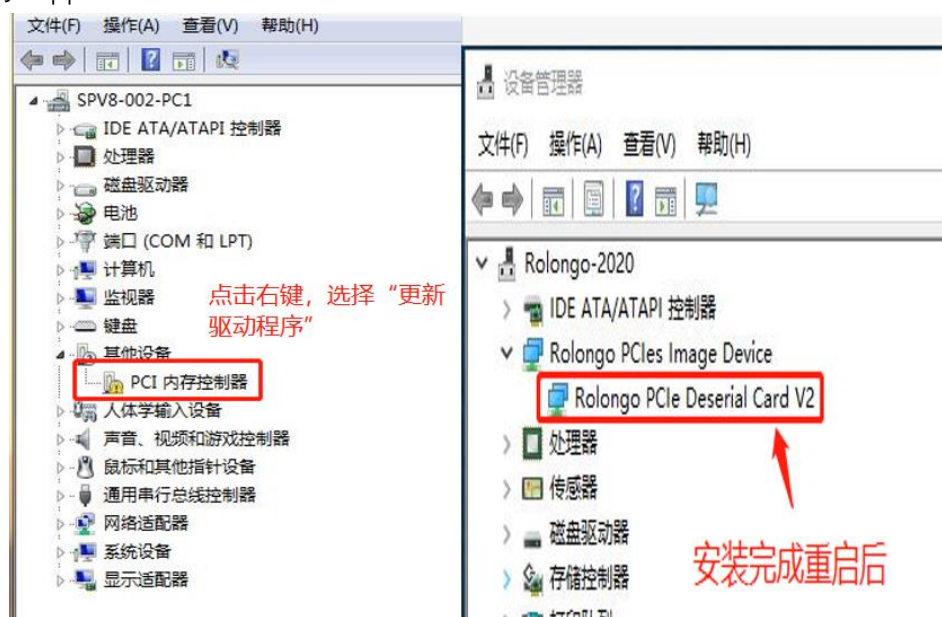 文件(F) 操作(A) 查看(V) 帮助(H)
SPV8-002-PC1
IDE ATA/ATAPI 控制器
处理器
磁盘驱动器
电池
端口 (COM 和 LPT)
计算机
监视器
键盘
其他设备
PCI 内存控制器
人体学输入设备
声音、视频和游戏控制器
鼠标和其他指针设备
通用串行总线控制器
网络适配器
系统设备
显示适配器
点击右键，选择“更新
驱动程序”
设备管理器
文件(F) 操作(A) 查看(V) 帮助(H)
Rolongo-2020
IDE ATA/ATAPI 控制器
Rolongo PCIes Image Device
Rolongo PCIe Deserial Card V2
处理器
传感器
磁盘驱动器
存储控制器
安装完成重启后